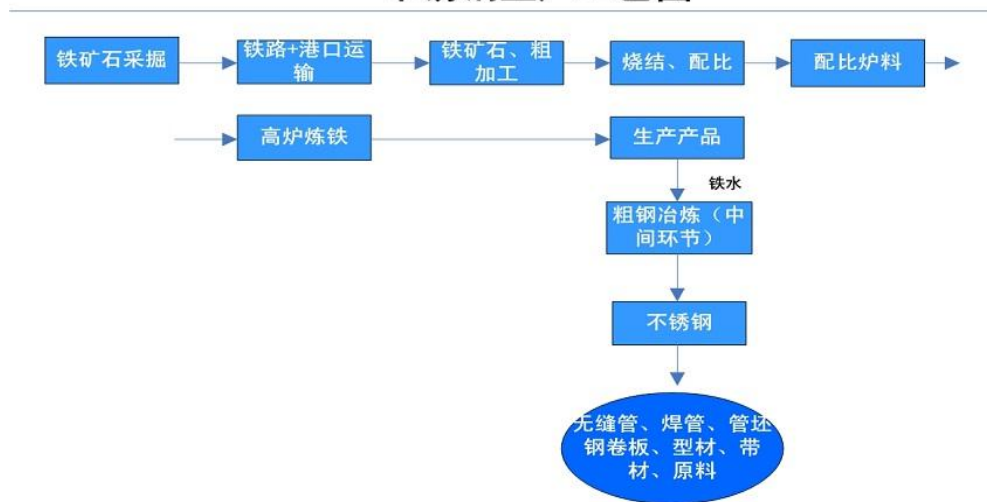 铁矿石采掘
铁路+港口运
输
铁矿石、粗
加工
烧结、配比
配比炉料
高炉炼铁
生产产品
铁水
粗钢冶炼（中
间环节）
不锈钢
无缝管、焊管、管坯
钢卷板、型材、带
材、原料